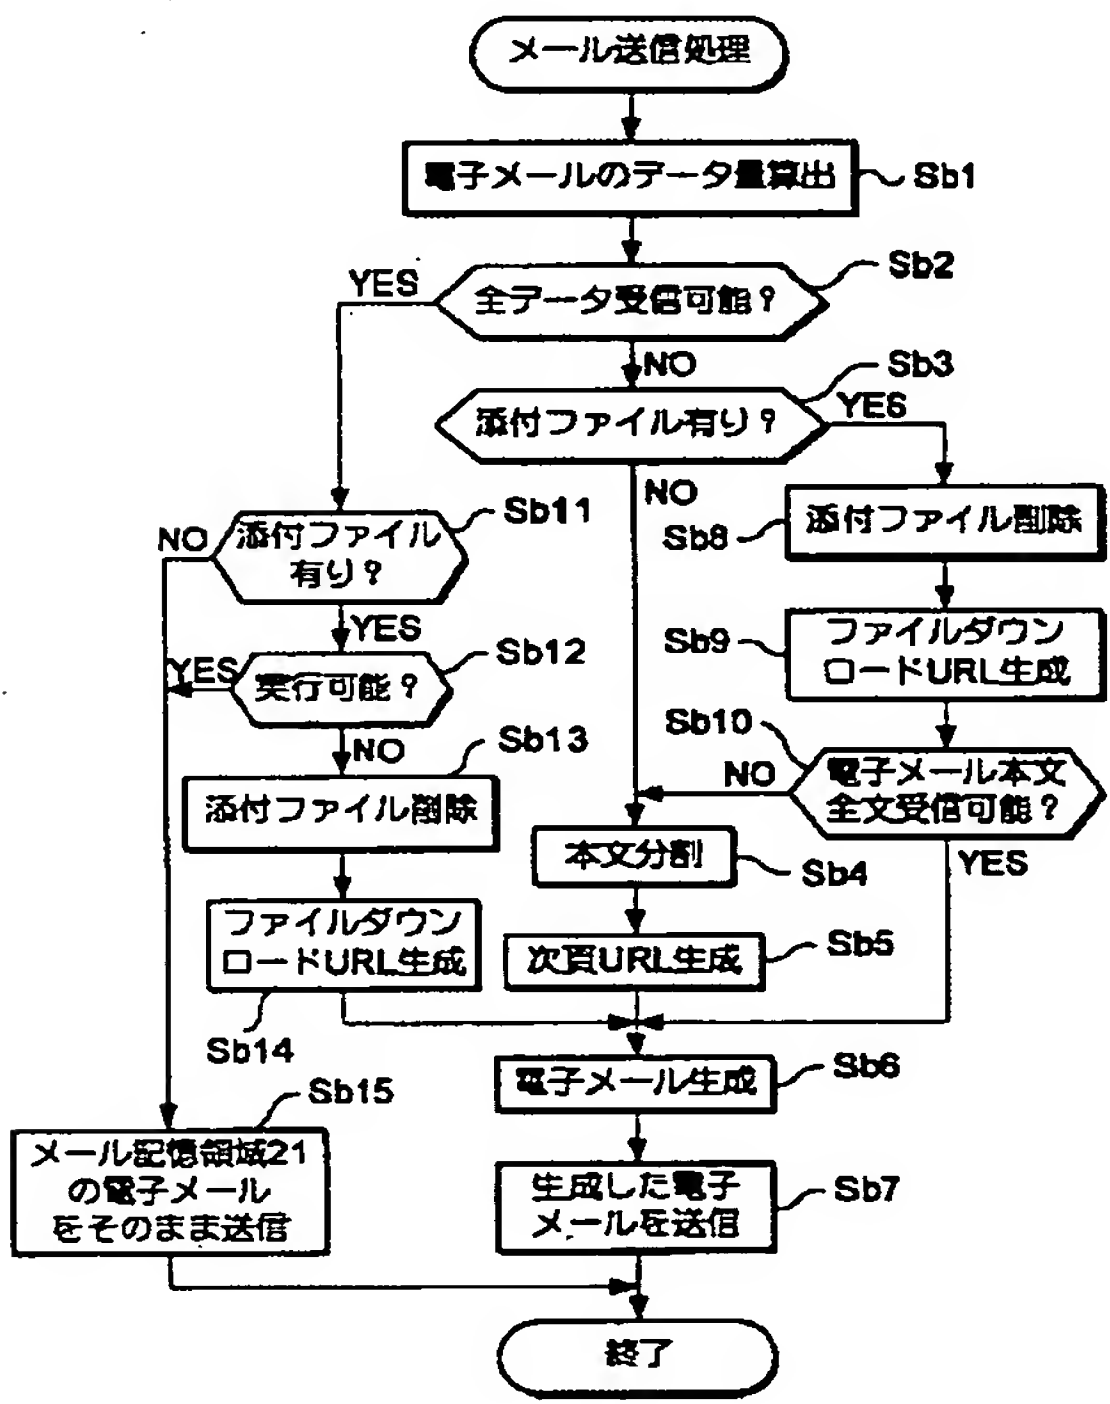 メール送信処理
電子メールのデータ量算出
Sb1
Sb2
YES
全データ受信可能？
NO
Sb3
添付ファイル有り？
YES
NO
Sb11
NO
添付ファイル
有り？
Sb8
添付ファイル削除
YES
Sb12
YES
実行可能？
Sb9
ファイルダウン
ロードURL生成
NO
Sb13
添付ファイル削除
Sb10
NO
電子メール本文
全文受信可能？
YES
本文分割
Sb4
ファイルダウン
ロードURL生成
Sb14
次頁URL生成
Sb5
電子メール生成
Sb6
Sb15
メール記憶領域21
の電子メール
をそのまま送信
生成した電子
メールを送信
Sb7
終了